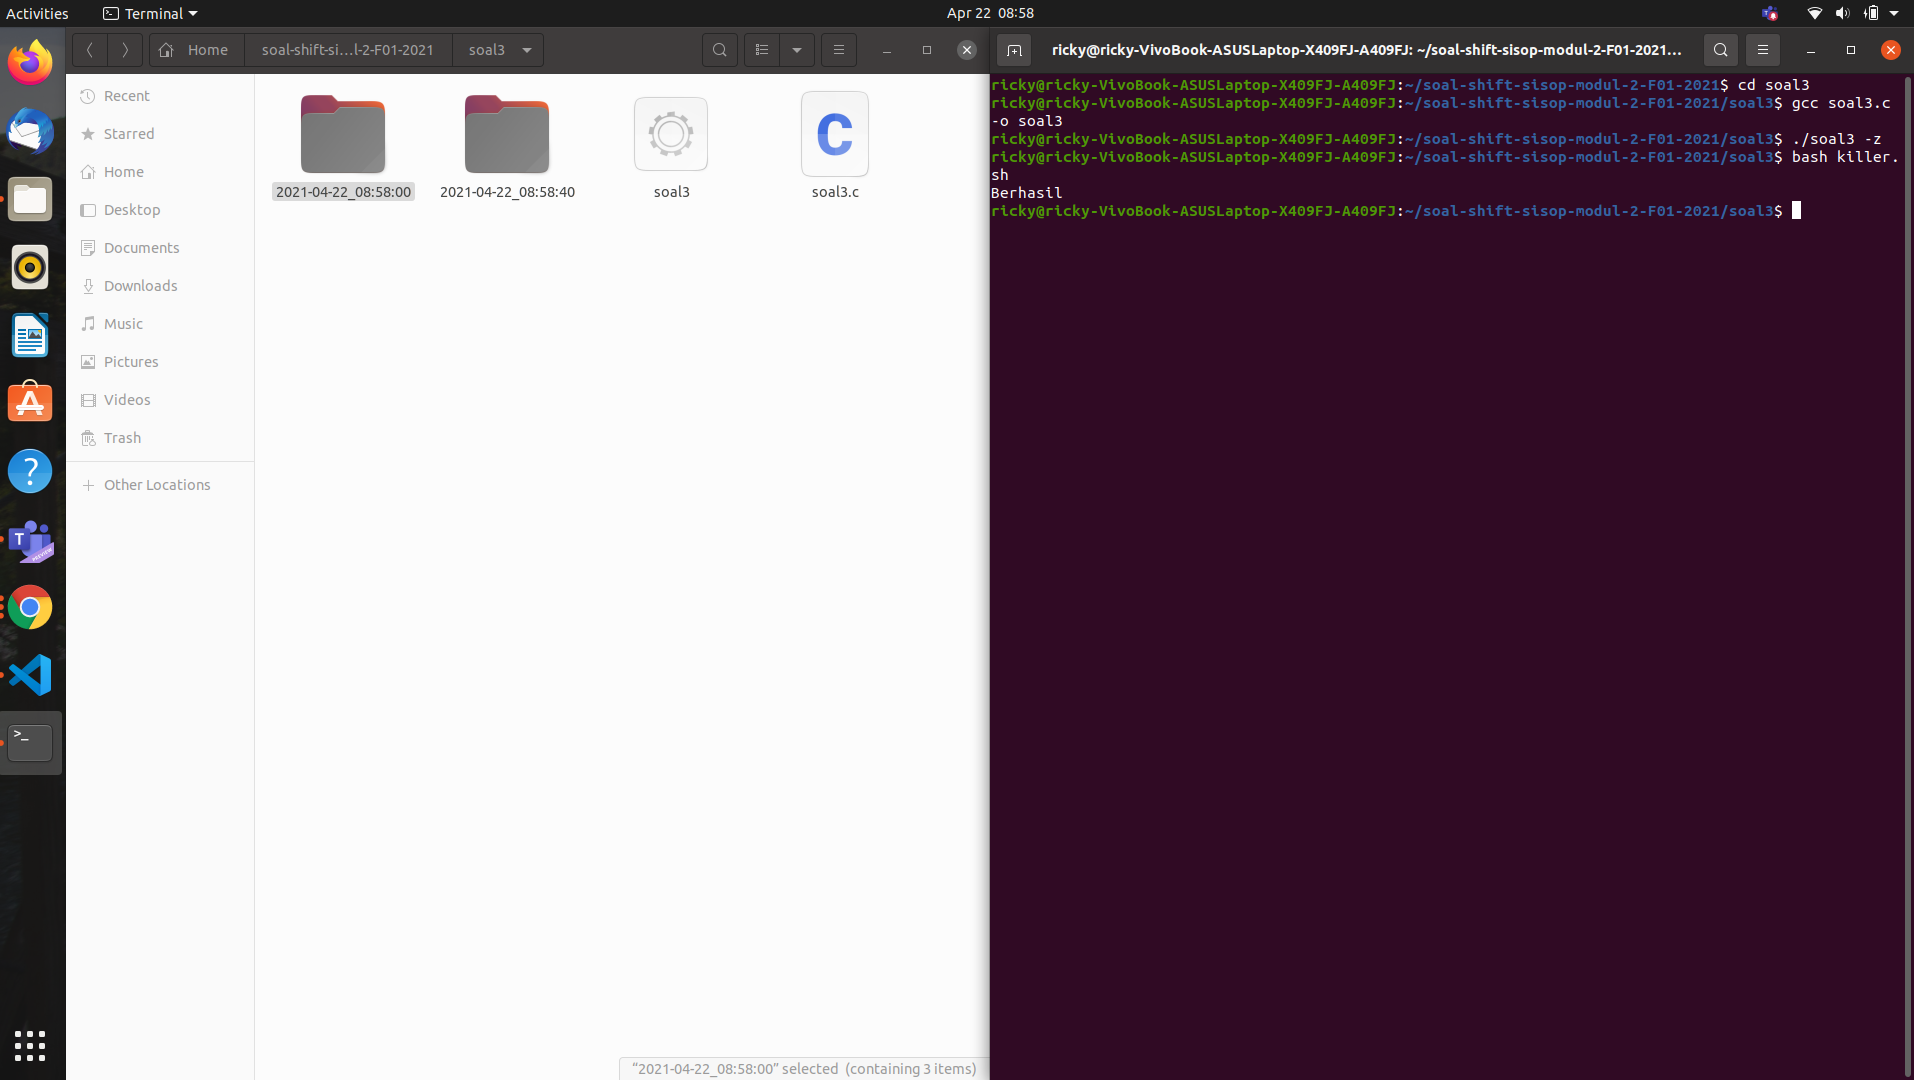 Activities
Terminal
Apr 22 08:58
Home
soal-shift-si...l-2-F01-2021
soal3
Recent
Starred
Home
Desktop
Documents
Downloads
Music
Pictures
Videos
Trash
Other Locations
2021-04-22_08:58:00
2021-04-22_08:58:40
soal3
soal3.c
“2021-04-22_08:58:00” selected (containing 3 items)
ricky@ricky-VivoBook-ASUSLaptop-X409FJ-A409FJ: ~/soal-shift-sisop-modul-2-F01-2021...
ricky@ricky-VivoBook-ASUSLaptop-X409FJ-A409FJ:~/soal-shift-sisop-modul-2-F01-2021$ cd soal3
ricky@ricky-VivoBook-ASUSLaptop-X409FJ-A409FJ:~/soal-shift-sisop-modul-2-F01-2021/soal3$ gcc soal3.c
-o soal3
ricky@ricky-VivoBook-ASUSLaptop-X409FJ-A409FJ:~/soal-shift-sisop-modul-2-F01-2021/soal3$ ./soal3 -z
ricky@ricky-VivoBook-ASUSLaptop-X409FJ-A409FJ:~/soal-shift-sisop-modul-2-F01-2021/soal3$ bash killer.
sh
Berhasil
ricky@ricky-VivoBook-ASUSLaptop-X409FJ-A409FJ:~/soal-shift-sisop-modul-2-F01-2021/soal3$